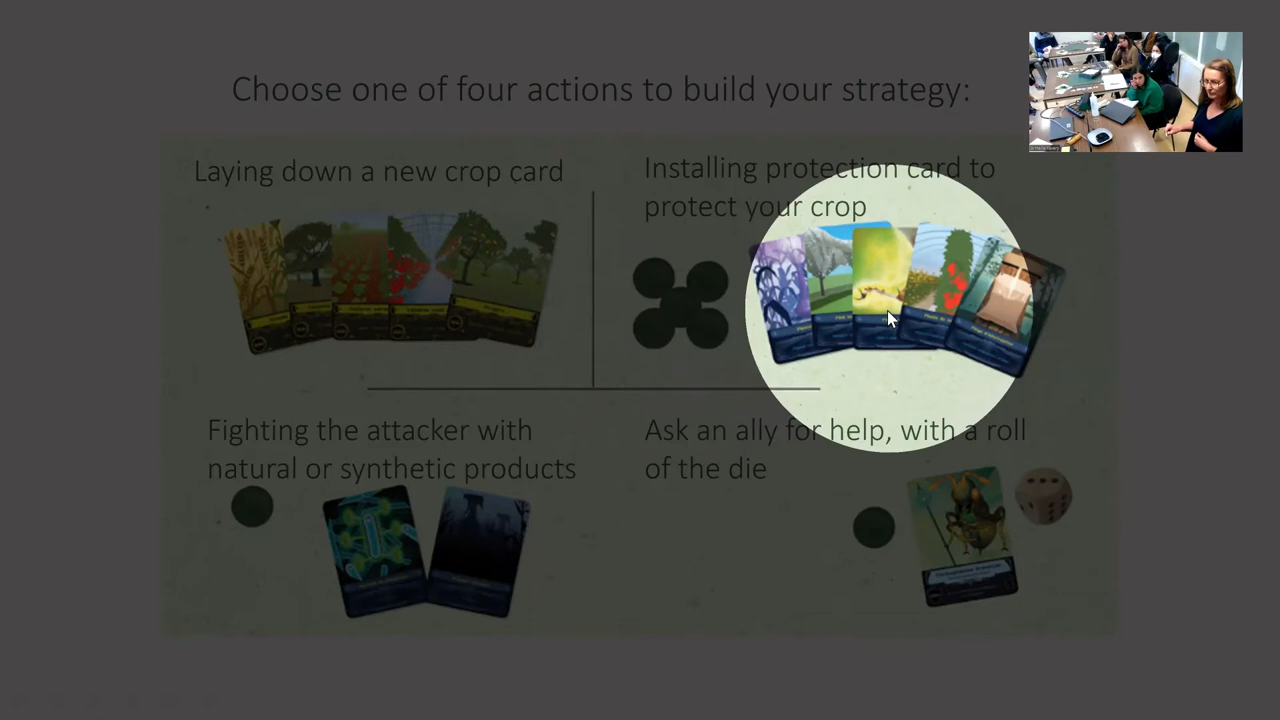 Choose one of four actions to build your strategy:
Laying down a new crop card
Installing protection card to
protect your crop
Fighting the attacker with
natural or synthetic products
Ask an ally for help, with a roll
of the die